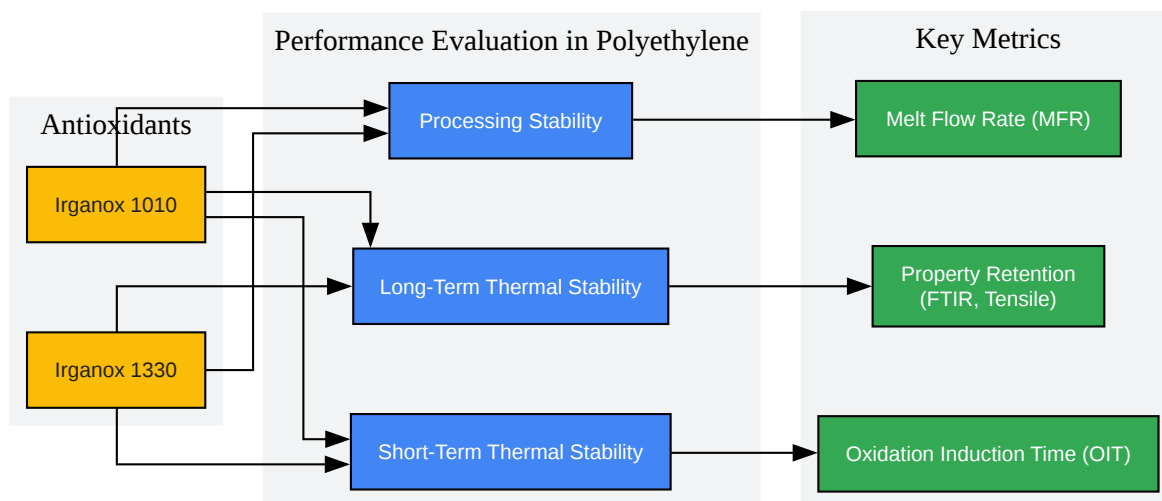 Performance Evaluation in Polyethylene
Key Metrics
Antioxidants
Processing Stability
Melt Flow Rate (MFR)
Irganox 1010
Long-Term Thermal Stability
Property Retention
(FTIR, Tensile)
Irganox 1330
Short-Term Thermal Stability
Oxidation Induction Time (OIT)